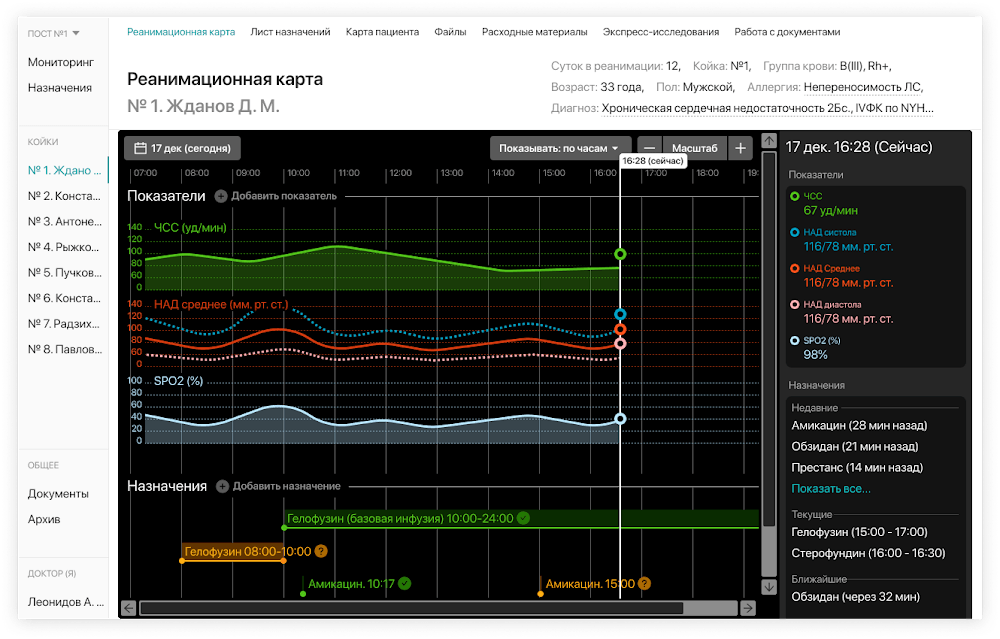 ПОСТ №1
Мониторинг
Назначения
КОЙКИ
№ 1. Ждано ...
№ 2. Конста...
№ 3. Антоне...
№ 4. Рыжко...
№ 5. Пучков...
№ 6. Конста...
№ 7. Радзих...
№ 8. Павлов...
ОБЩЕЕ
Документы
Архив
ДОКТОР (Я)
Леонидов А. ...
Реанимационная карта Лист назначений Карта пациента Файлы Расходные материалы Экспресс-исследования Работа с документами
Реанимационная карта
№ 1. Жданов Д. М.
Суток в реанимации: 12, Койка: №1, Группа крови: B(III), Rh+,
Возраст: 33 года, Пол: Мужской, Аллергия: Непереносимость ЛС,
Диагноз: Хроническая сердечная недостаточность 2Бс., IVФК по NYH...
17 дек (сегодня)
Показывать: по часам
— Масштаб +
16:28 (сейчас)
07:00 08:00 09:00 10:00 11:00 12:00 13:00 14:00 15:00 16:00 17:00 18:00 19:
Показатели + Добавить показатель
ЧСС (уд/мин)
140
120
100
80
60
0
НАД среднее (мм. рт. ст.)
140
120
100
80
60
0
SPO2 (%)
100
80
60
40
20
0
Назначения + Добавить назначение
Гелофузин (базовая инфузия) 10:00-24:00
Гелофузин 08:00-10:00 ?
Амикацин. 10:17
Амикацин. 15:00 ?
17 дек. 16:28 (Сейчас)
Показатели
ЧСС
67 уд/мин
НАД систола
116/78 мм. рт. ст.
НАД Среднее
116/78 мм. рт. ст.
НАД диастола
116/78 мм. рт. ст.
SPO2 (%)
98%
Назначения
Недавние
Амикацин (28 мин назад)
Обзидан (21 мин назад)
Престанс (14 мин назад)
Показать все...
Текущие
Гелофузин (15:00 - 17:00)
Стерофундин (16:00 - 16:30)
Ближайшие
Обзидан (через 32 мин)